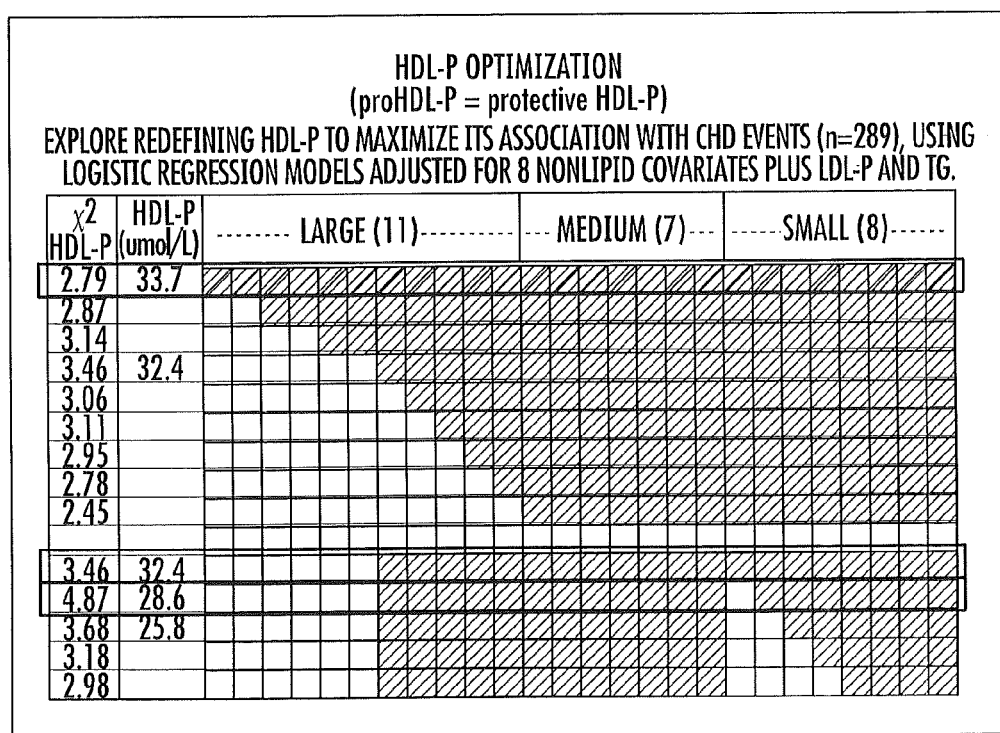 HDL-P OPTIMIZATION
(proHDL-P = protective HDL-P)
EXPLORE REDEFINING HDL-P TO MAXIMIZE ITS ASSOCIATION WITH CHD EVENTS (n=289), USING
LOGISTIC REGRESSION MODELS ADJUSTED FOR 8 NONLIPID COVARIATES PLUS LDL-P AND TG.
χ2 HDL-P
HDL-P (umol/L)
-------- LARGE (11)-------------
---- MEDIUM (7)---
-----SMALL (8)------
2.79 33.7
2.87
3.14
3.46 32.4
3.06
3.11
2.95
2.78
2.45
3.46 32.4
4.87 28.6
3.68 25.8
3.18
2.98